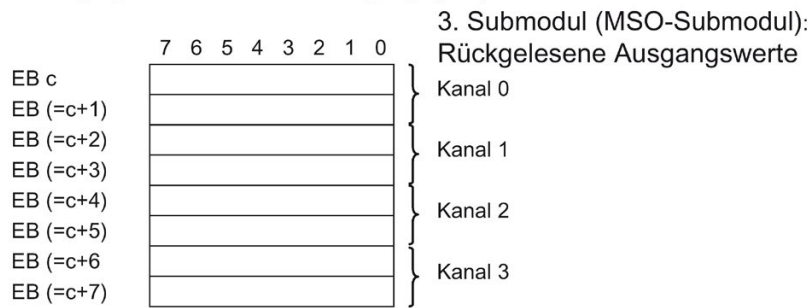 3. Submodul (MSO-Submodul):
Rückgelesene Ausgangswerte
7 6 5 4 3 2 1 0
EB c
Kanal 0
EB (=c+1)
EB (=c+2)
Kanal 1
EB (=c+3)
EB (=c+4)
Kanal 2
EB (=c+5)
EB (=c+6
Kanal 3
EB (=c+7)